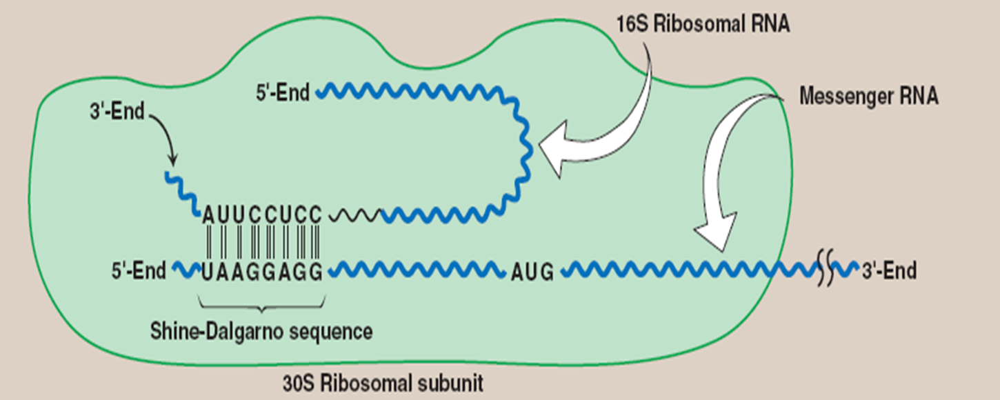 16S Ribosomal RNA
5'-End
Messenger RNA
3'-End
AUUCCUCC
5'-End
UAAGGAGG
AUG
3'-End
Shine-Dalgarno sequence
30S Ribosomal subunit